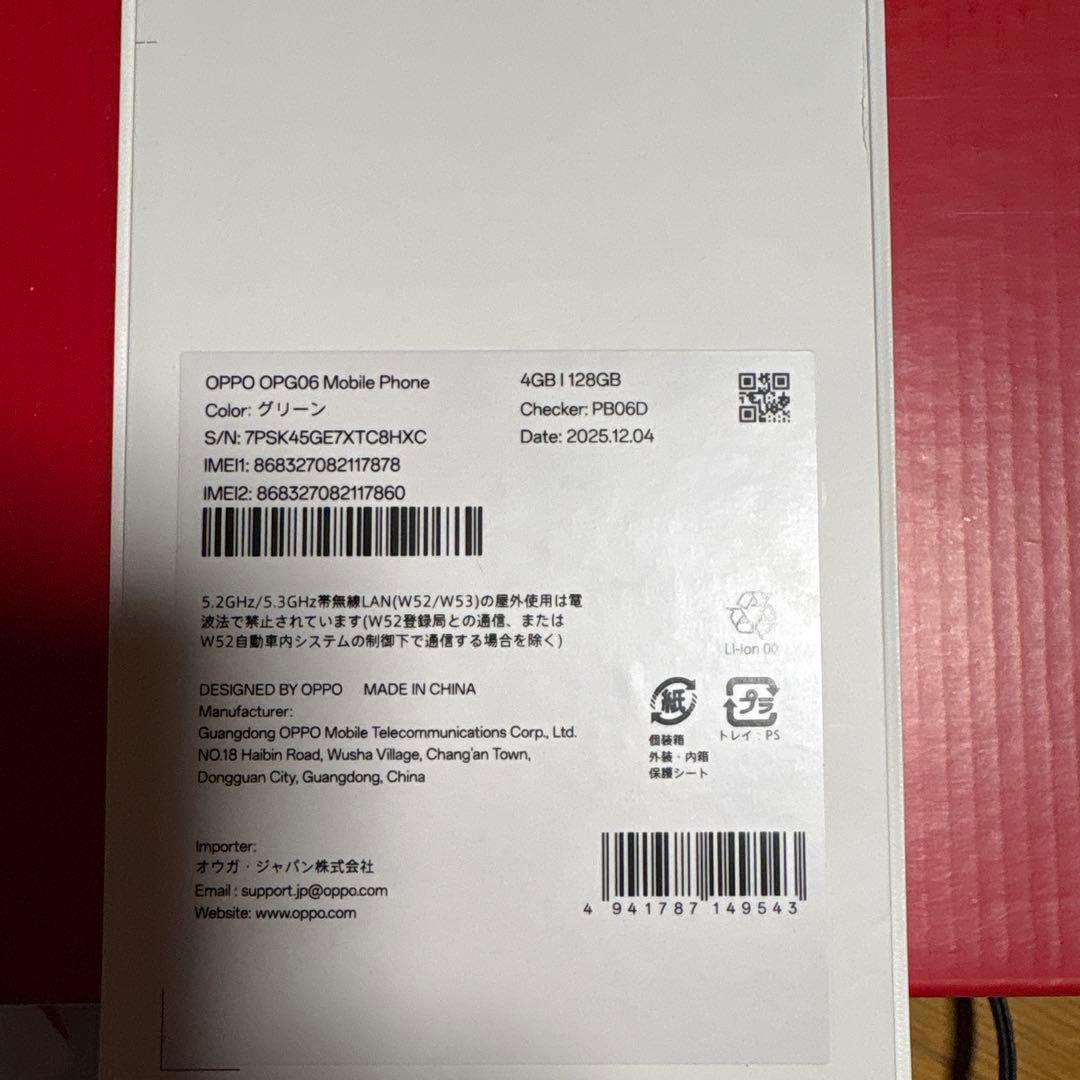 OPPO OPG06 Mobile Phone
Color: グリーン
S/N: 7PSK45GE7XTC8HXC
IMEI1: 868327082117878
IMEI2: 868327082117860
4GB | 128GB
Checker: PB06D
Date: 2025.12.04
5.2GHz/5.3GHz帯無線LAN(W52/W53)の屋外使用は電
波法で禁止されています(W52登録局との通信、または
W52自動車内システムの制御下で通信する場合を除く)
Li-ion 00
DESIGNED BY OPPO MADE IN CHINA
Manufacturer:
Guangdong OPPO Mobile Telecommunications Corp., Ltd.
NO.18 Haibin Road, Wusha Village, Chang'an Town,
Dongguan City, Guangdong, China
紙
個装箱
外装・内箱
保護シート
プラ
トレイ：PS
Importer:
オウガ・ジャパン株式会社
Email : support.jp@oppo.com
Website: www.oppo.com
4 941787 149543